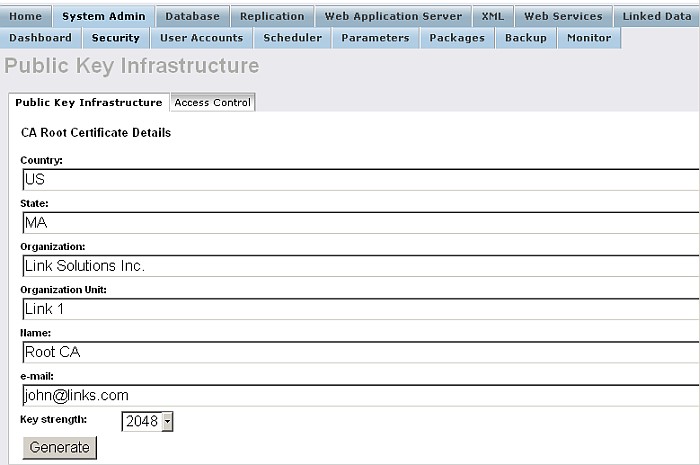 Home System Admin Database Replication Web Application Server XML Web Services Linked Data
Dashboard Security User Accounts Scheduler Parameters Packages Backup Monitor
Public Key Infrastructure
Public Key Infrastructure Access Control
CA Root Certificate Details
Country:
US
State:
MA
Organization:
Link Solutions Inc.
Organization Unit:
Link 1
Name:
Root CA
e-mail:
john@links.com
Key strength: 2048
Generate